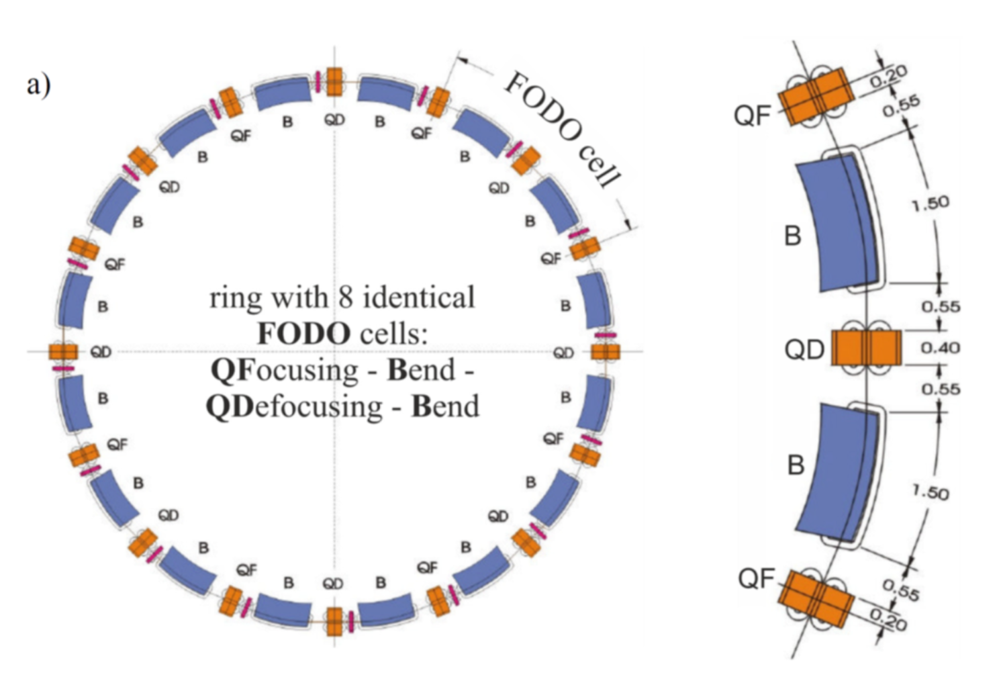 a)
FODO cell
B
QD
B
QF
B
QD
B
QF
B
QD
B
QF
B
QD
B
QF
B
QD
B
QF
B
QD
B
QF
B
QD
B
QF
B
QD
B
QF
ring with 8 identical
FODO cells:
QFocusing - Bend -
QDefocusing - Bend
QF
0.20
0.55
B
1.50
0.55
QD
0.40
0.55
B
1.50
QF
0.55
0.20